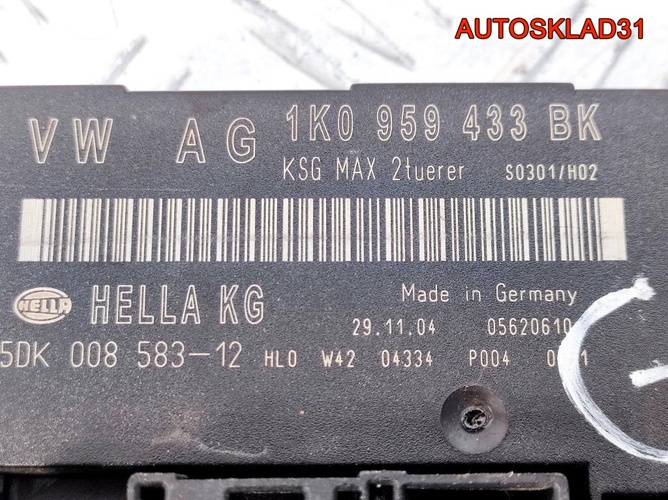 AUTOSKLAD31
VW AG 1K0 959 433 BK
KSG MAX 2tuerer S0301/H02
HELLA HELLA KG Made in Germany
29.11.04 05620610
5DK 008 583-12 HL0 W42 04334 P004